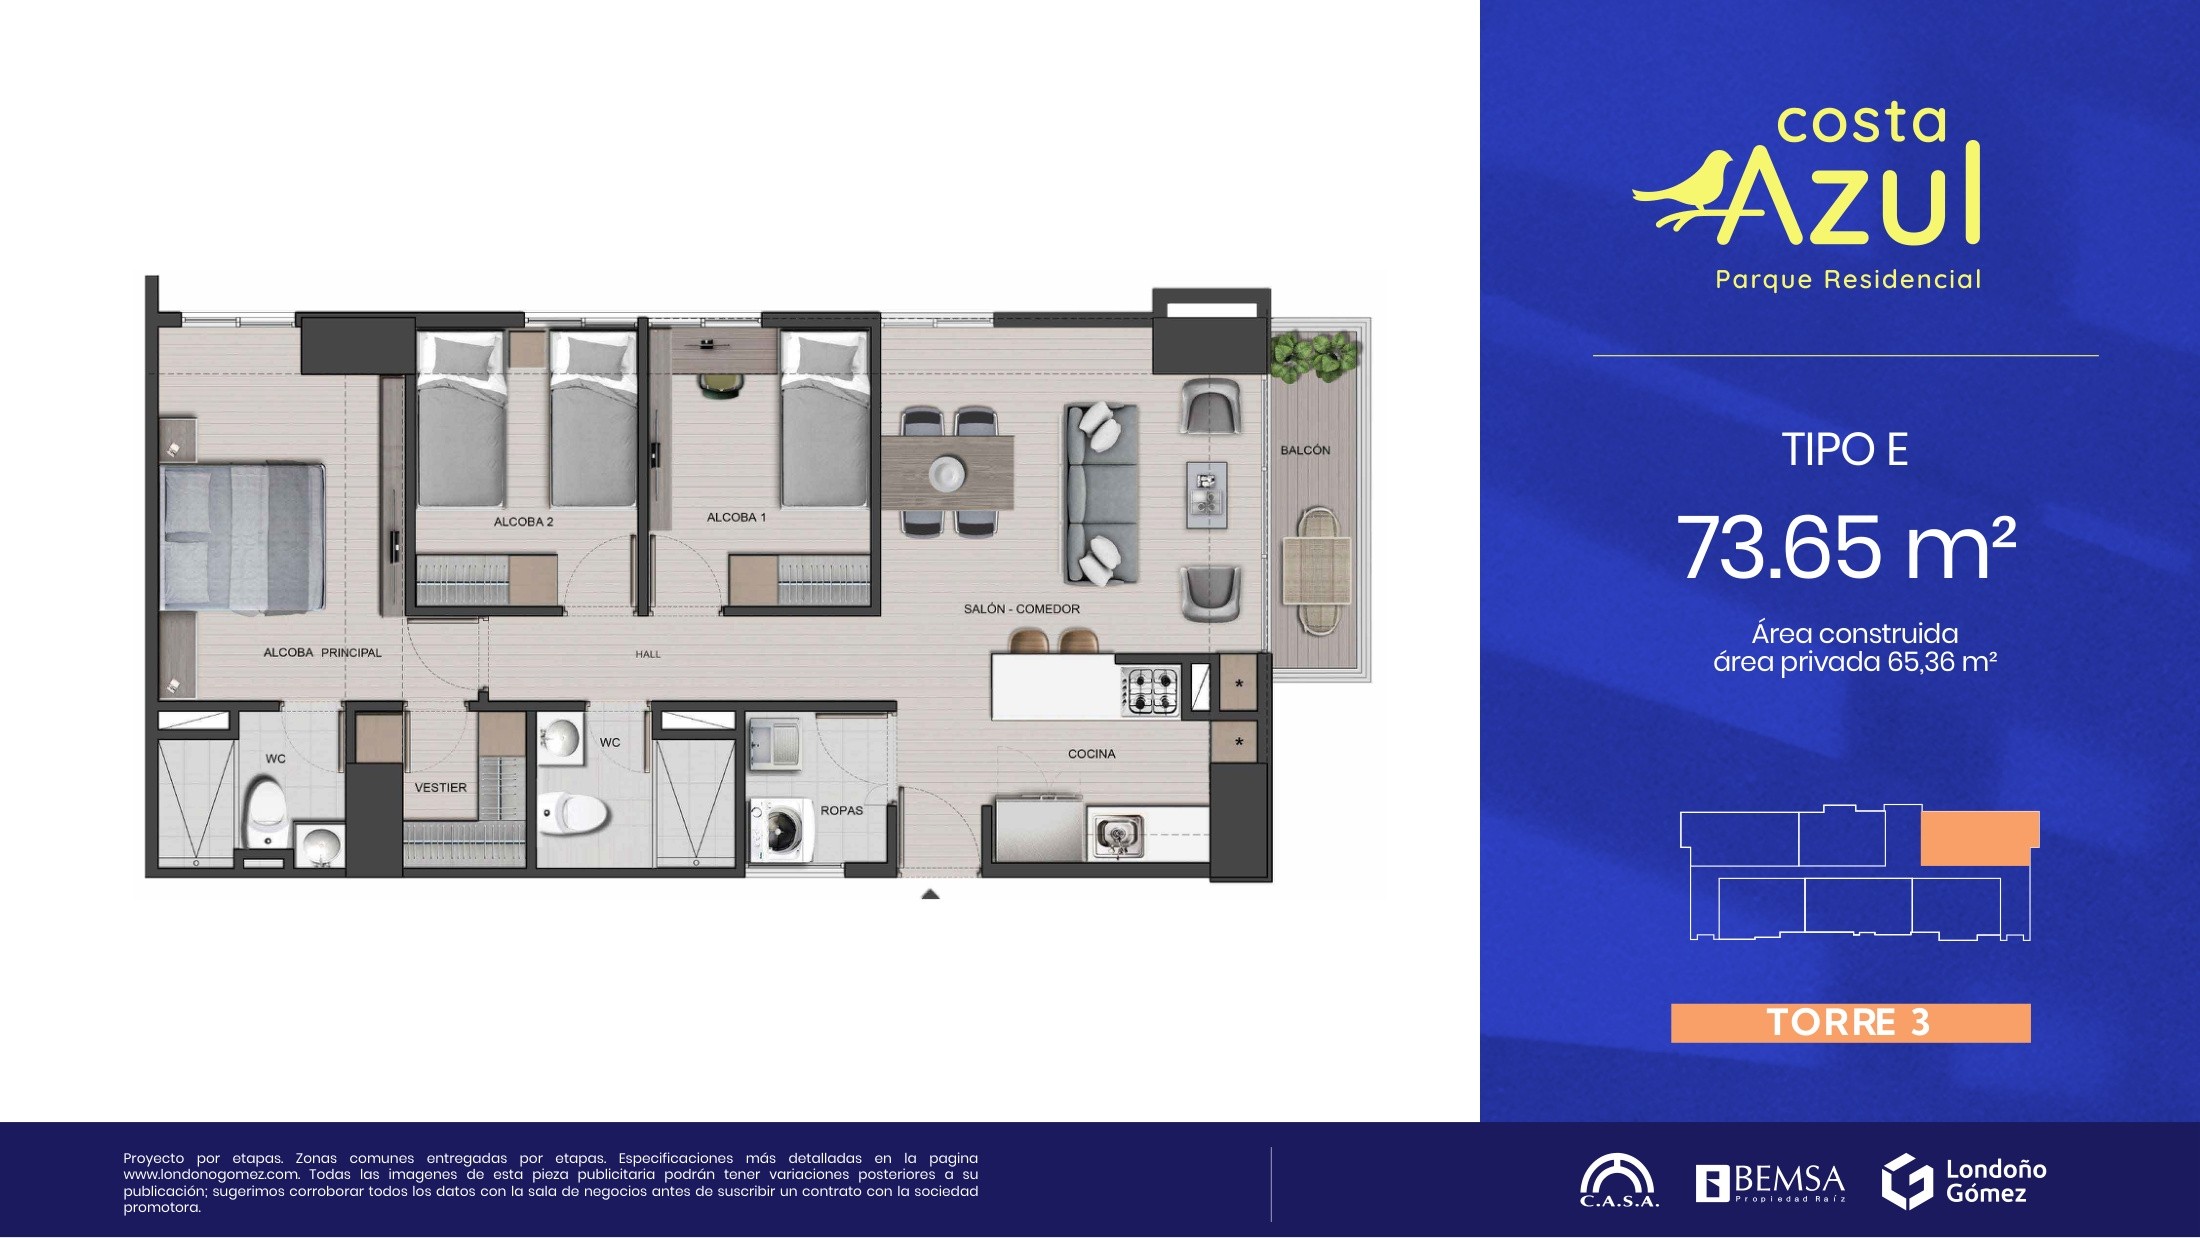 costa
Azul
Parque Residencial
TIPO E
73.65 m²
Área construida
área privada 65,36 m²
TORRE 3
BALCÓN
ALCOBA 2
ALCOBA 1
SALÓN - COMEDOR
ALCOBA PRINCIPAL
HALL
*
WC
WC
*
COCINA
VESTIER
ROPAS
Proyecto por etapas. Zonas comunes entregadas por etapas. Especificaciones más detalladas en la pagina
www.londonogomez.com. Todas las imagenes de esta pieza publicitaria podrán tener variaciones posteriores a su
publicación; sugerimos corroborar todos los datos con la sala de negocios antes de suscribir un contrato con la sociedad
promotora.
C.A.S.A.
BEMSA
Propiedad Raíz
Londoño
Gómez